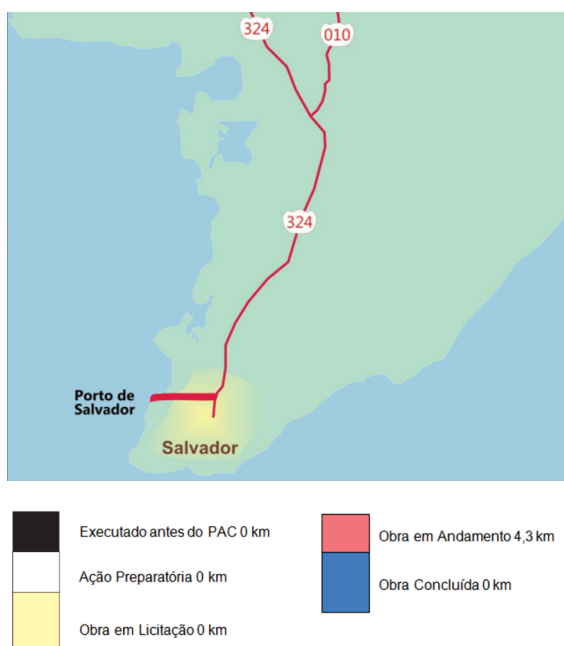 324
010
324
Porto de
Salvador
Salvador
Executado antes do PAC 0 km
Ação Preparatória 0 km
Obra em Licitação 0 km
Obra em Andamento 4,3 km
Obra Concluída 0 km